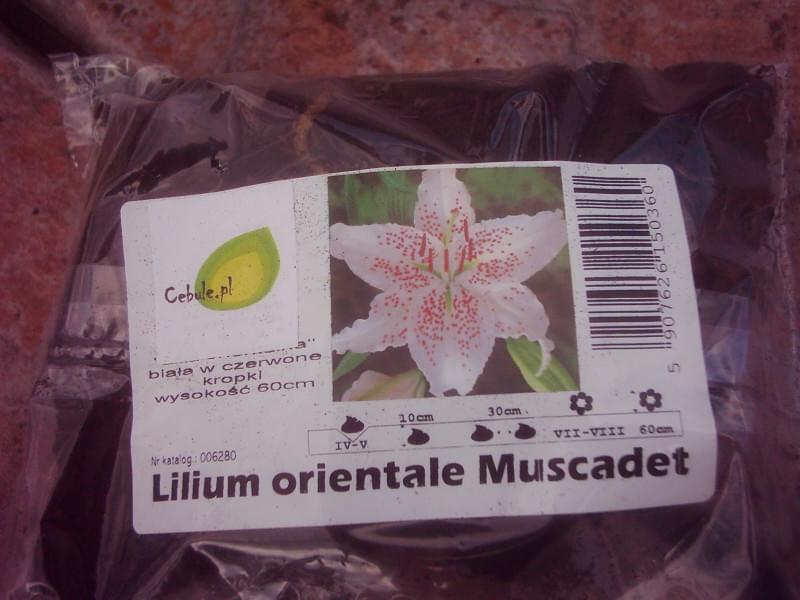 Cebule.pl
biała w czerwone
kropki
wysokość 60cm
10cm
30cm
IV-V
VII-VIII 60cm
Nr katalog.: 006280
Lilium orientale Muscadet
5 907626 150360